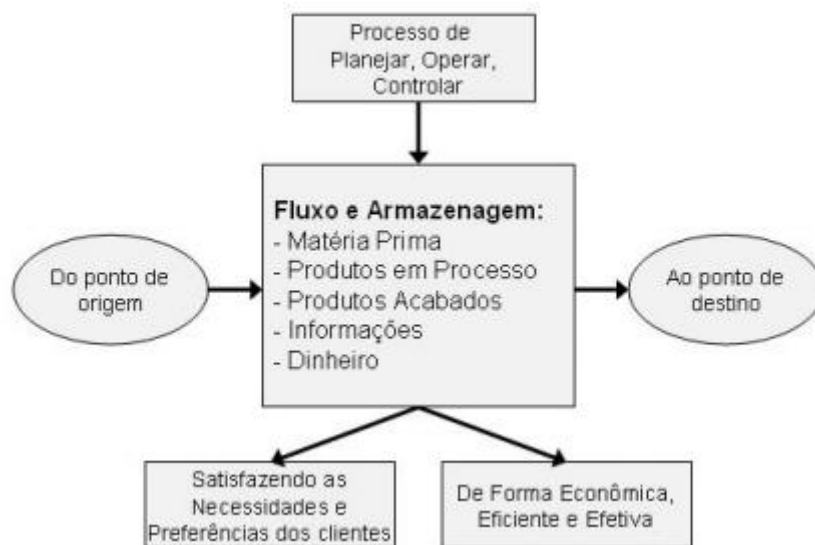 Processo de
Planejar, Operar,
Controlar
Fluxo e Armazenagem:
- Matéria Prima
- Produtos em Processo
- Produtos Acabados
- Informações
- Dinheiro
Do ponto de
origem
Ao ponto de
destino
Satisfazendo as
Necessidades e
Preferências dos clientes
De Forma Econômica,
Eficiente e Efetiva